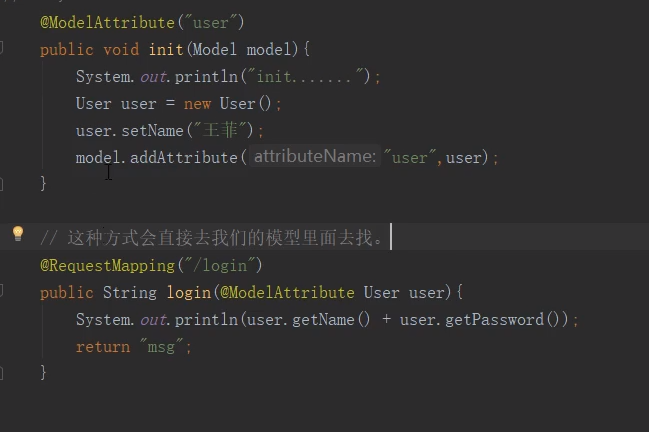 @ModelAttribute("user")
public void init(Model model){
System.out.println("init.......");
User user = new User();
user.setName("王菲");
model.addAttribute( attributeName: "user",user);
}
// 这种方式会直接去我们的模型里面去找。
@RequestMapping("/login")
public String login(@ModelAttribute User user){
System.out.println(user.getName() + user.getPassword());
return "msg";
}